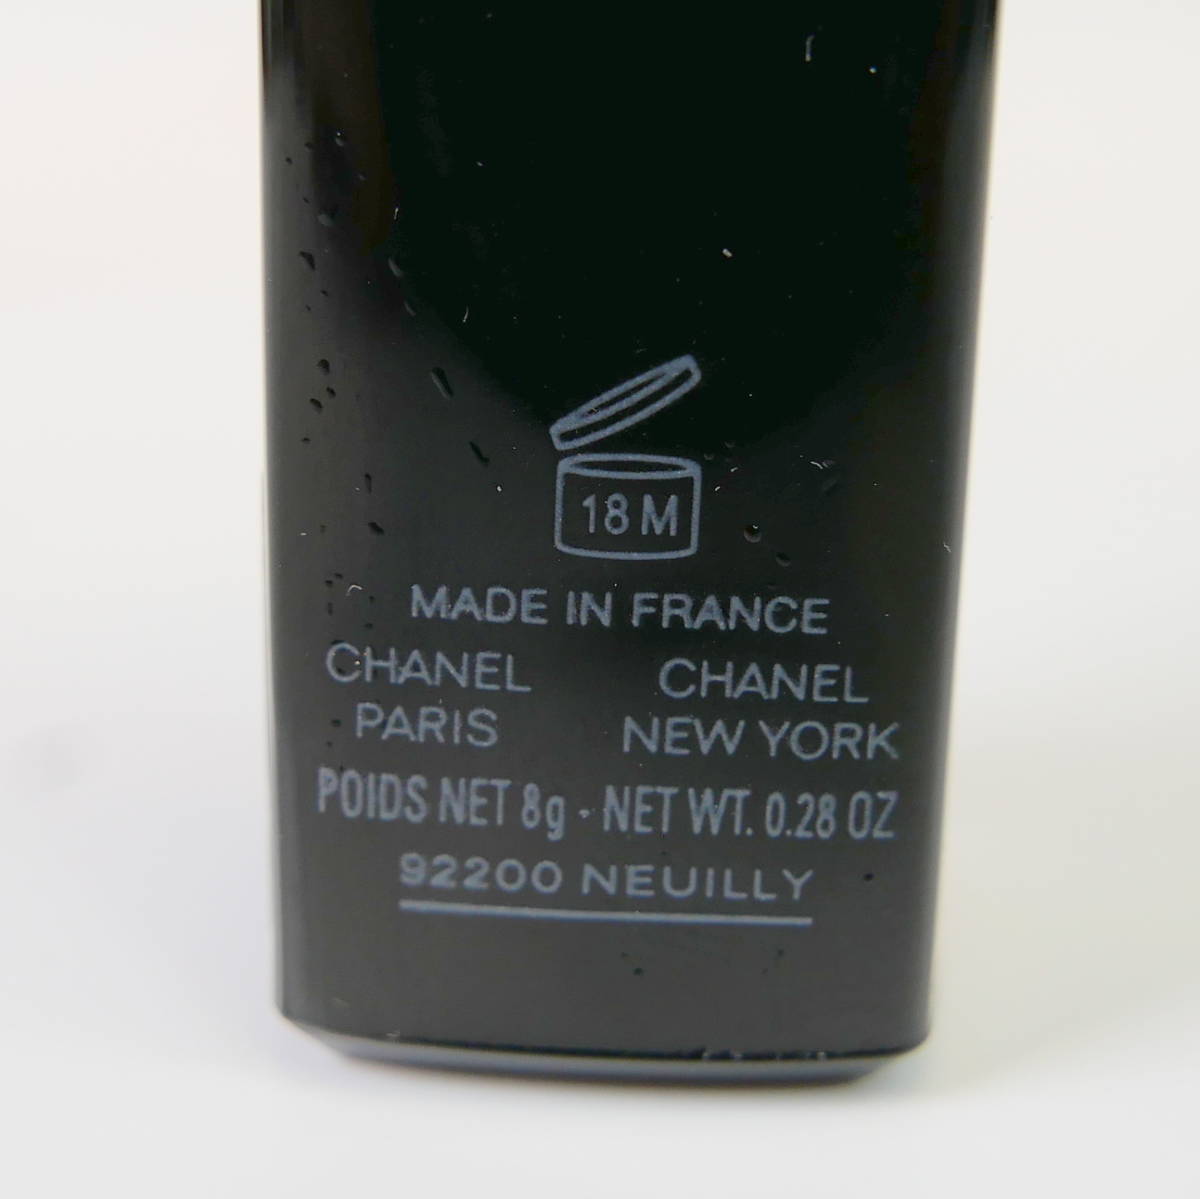 18 M
MADE IN FRANCE
CHANEL CHANEL
PARIS NEW YORK
POIDS NET 8g · NET WT. 0.28 OZ
92200 NEUILLY